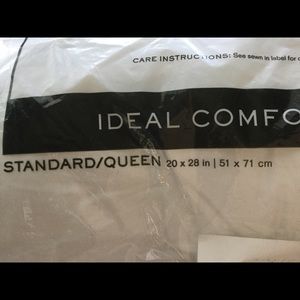 CARE INSTRUCTIONS: See sewn in label for
IDEAL COMFO
STANDARD/QUEEN 20 x 28 in | 51 x 71 cm